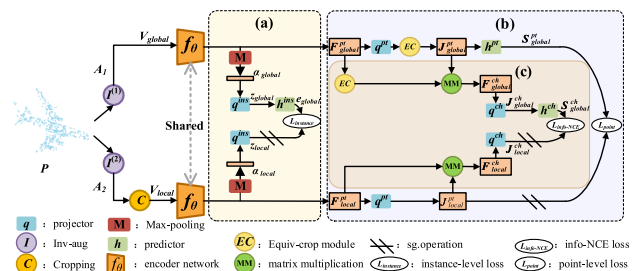 (a)
(b)
V_global
f_θ
F^pt_global
q^pt
EC
J^pt_global
h^pt
S^pt_global
A_1
M
α_global
(c)
I^(1)
EC
MM
F^ch_global
z_global
e_global
q^ins
h^ins
q^ch
J^ch_global
h^ch
S^ch_global
Shared
L_instance
L_info-NCE
L_point
P
q^ins
z_local
q^ch
J^ch_local
I^(2)
α_local
MM
F^ch_local
A_2
V_local
C
f_θ
M
F^pt_local
q^pt
J^pt_local
q : projector
M : Max-pooling
EC : Equiv-crop module
sg.operation
L_info-NCE : info-NCE loss
I : Inv-aug
h : predictor
C : Cropping
f_θ : encoder network
MM : matrix multiplication
L_instance : instance-level loss
L_point : point-level loss